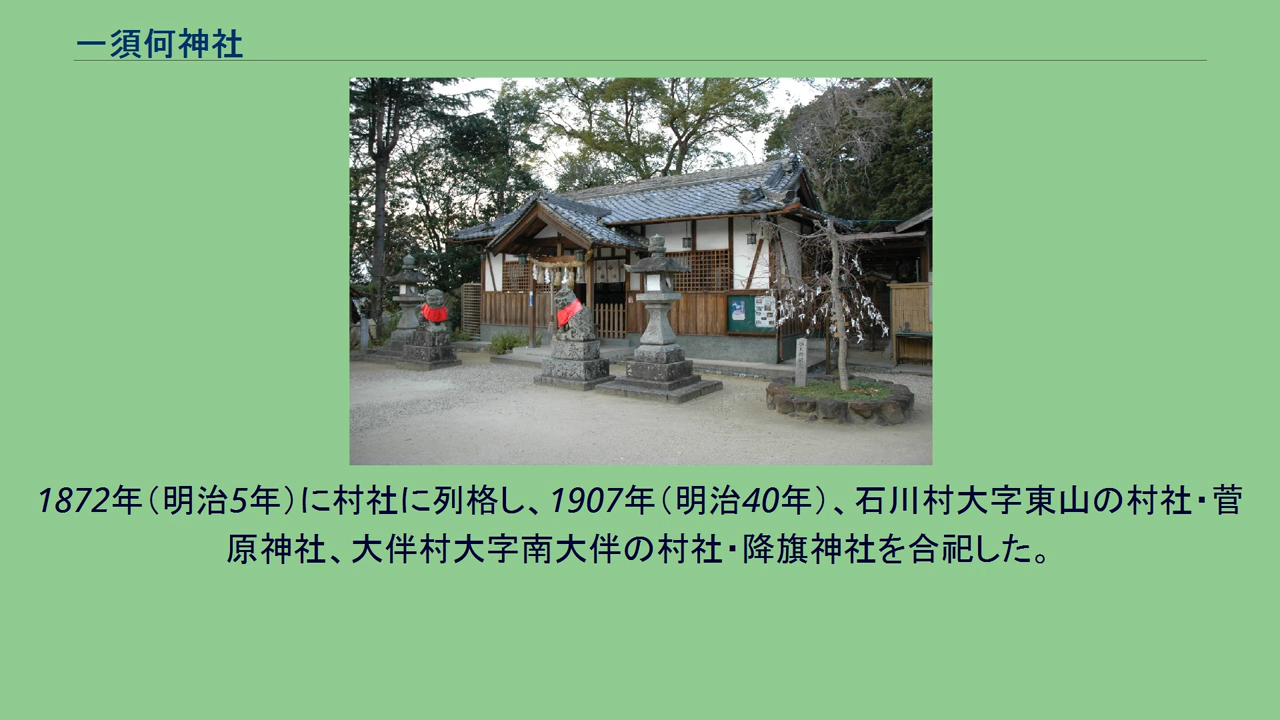 一須何神社
1872年（明治5年）に村社に列格し、1907年（明治40年）、石川村大字東山の村社・菅
原神社、大伴村大字南大伴の村社・降旗神社を合祀した。